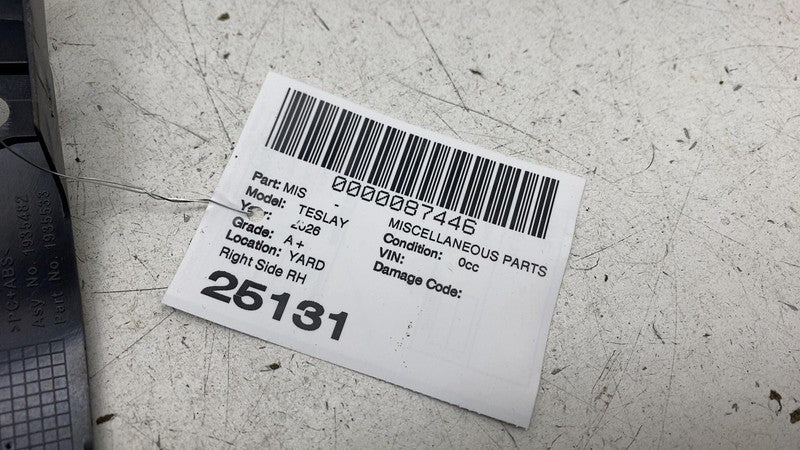 0000087446
Part: MIS - MISCELLANEOUS PARTS
Model: TESLAY Condition: 0cc
Year: 2026 VIN:
Grade: A+ Damage Code:
Location: YARD
Right Side RH
25131
>PC+ABS<
Asy No. 1935482
Part No. 1935538